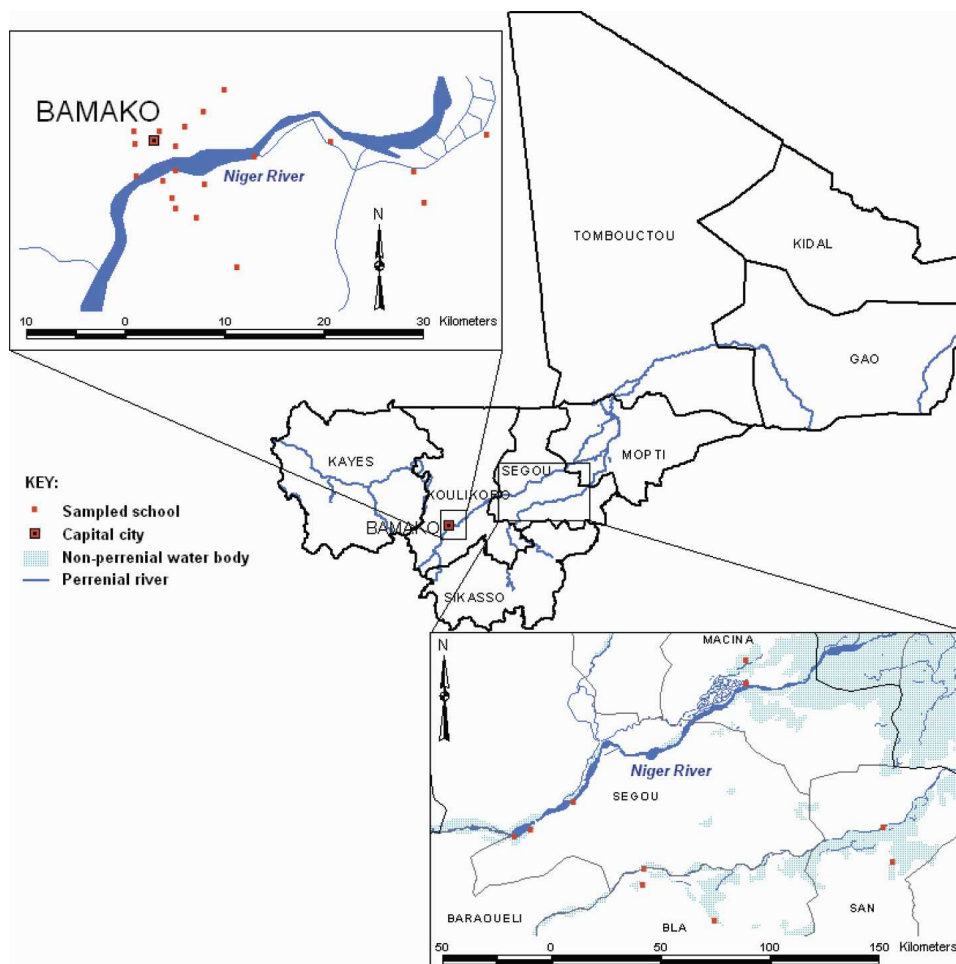 BAMAKO
Niger River
N
10 0 10 20 30 Kilometers
TOMBOUCTOU
KIDAL
GAO
MOPTI
SEGOU
KAYES
KOULIKORO
BAMAKO
SIKASSO
KEY:
Sampled school
Capital city
Non-perrenial water body
Perrenial river
N
MACINA
Niger River
SEGOU
BARAOUELI
BLA
SAN
50 0 50 100 150 Kilometers